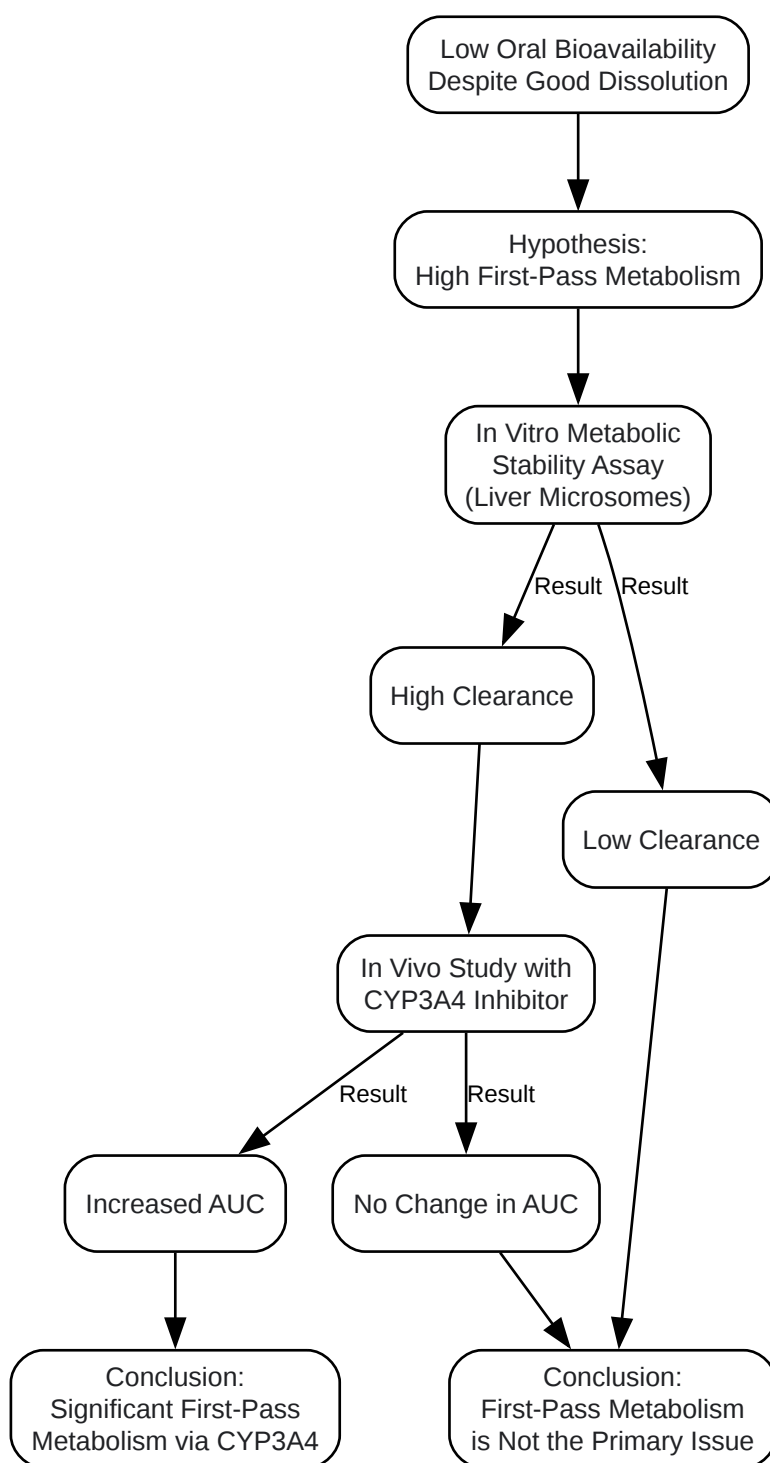 Low Oral Bioavailability
Despite Good Dissolution
Hypothesis:
High First-Pass Metabolism
In Vitro Metabolic
Stability Assay
(Liver Microsomes)
Result
Result
High Clearance
Low Clearance
In Vivo Study with
CYP3A4 Inhibitor
Result
Result
Increased AUC
No Change in AUC
Conclusion:
Significant First-Pass
Metabolism via CYP3A4
Conclusion:
First-Pass Metabolism
is Not the Primary Issue